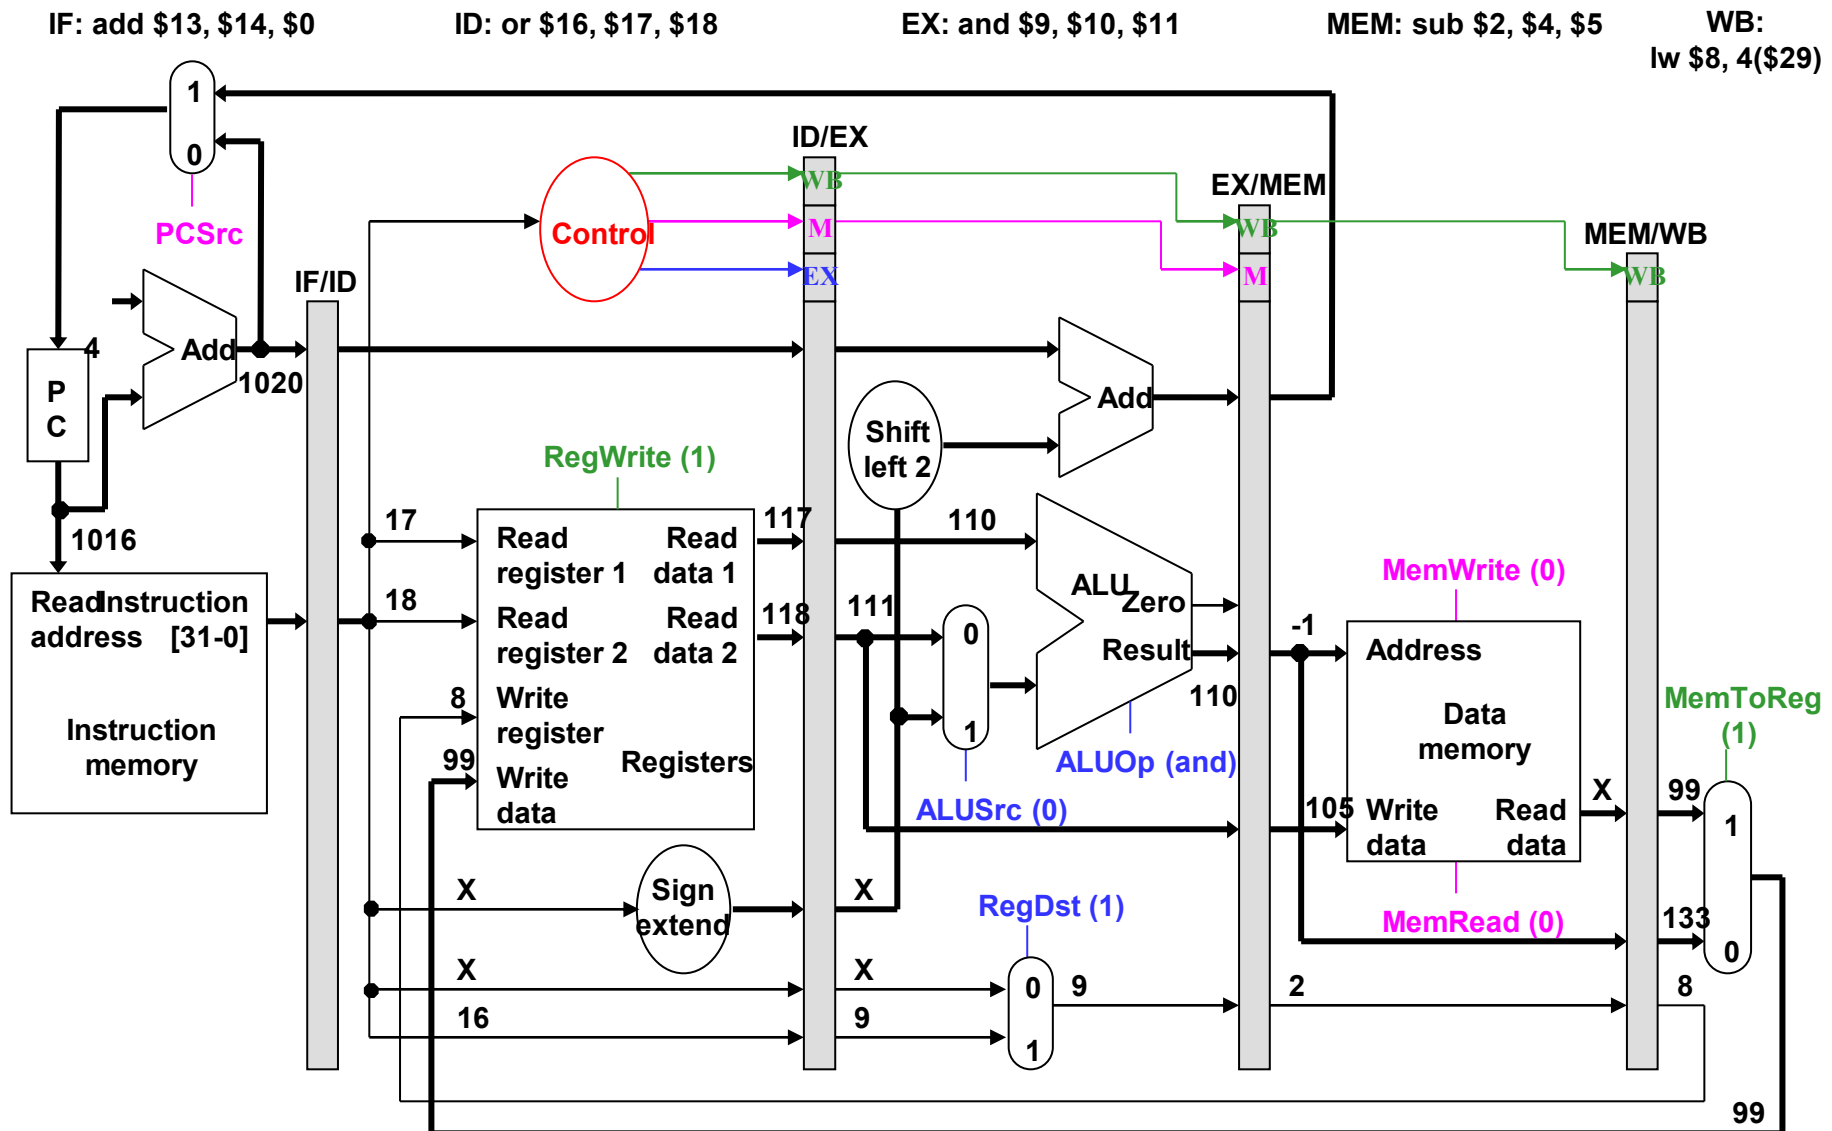 IF: add $13, $14, $0
ID: or $16, $17, $18
EX: and $9, $10, $11
MEM: sub $2, $4, $5
WB:
lw $8, 4($29)
1
0
PCSrc
ID/EX
WB
M
EX
Control
EX/MEM
WB
M
MEM/WB
WB
IF/ID
4
Add
1020
P
C
1016
Add
Shift
left 2
RegWrite (1)
17
18
8
99
Read
register 1
Read
data 1
Read
register 2
Read
data 2
Write
register
Registers
Write
data
117
118
110
111
0
1
ALU
Zero
Result
110
ALUOp (and)
ALUSrc (0)
Read
address
Instruction
[31-0]
Instruction
memory
MemWrite (0)
-1
Address
Data
memory
105
Write
data
Read
data
MemRead (0)
X
99
133
MemToReg
(1)
1
0
X
Sign
extend
X
RegDst (1)
X
X
0
1
9
2
8
16
9
99